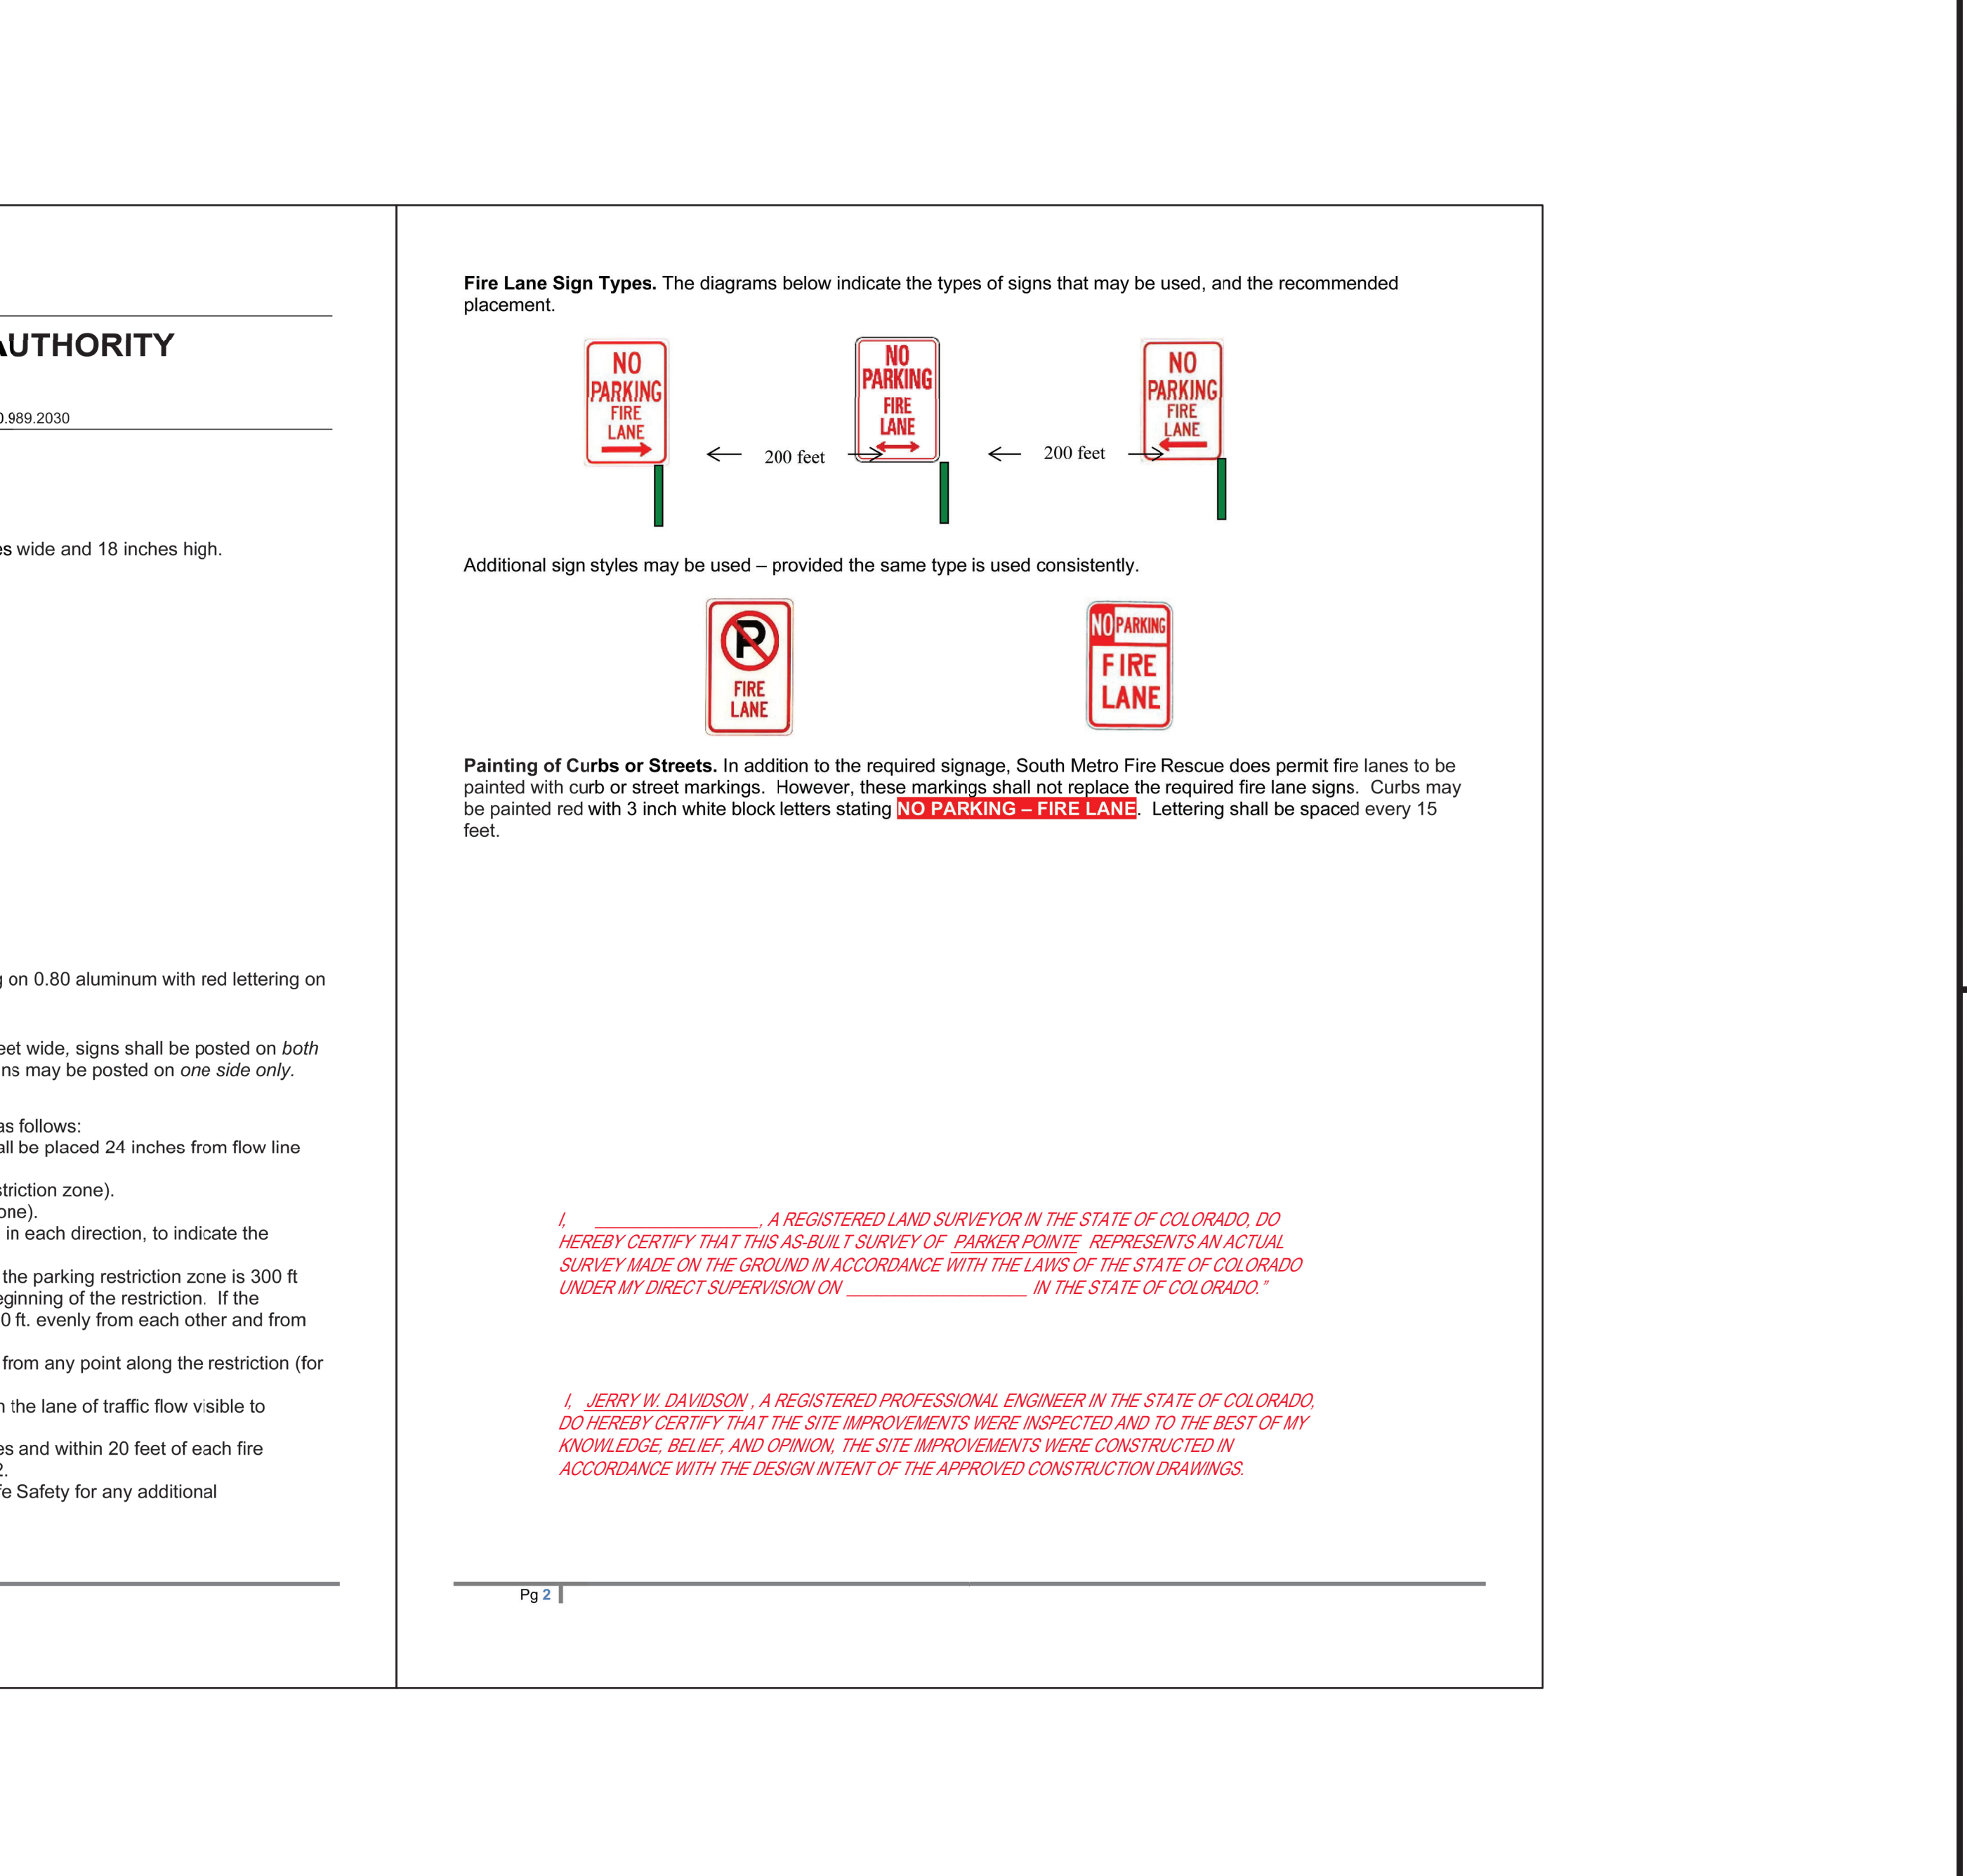 AUTHORITY
0.989.2030
es wide and 18 inches high.
on 0.80 aluminum with red lettering on
eet wide, signs shall be posted on both
ns may be posted on one side only.
as follows:
all be placed 24 inches from flow line
striction zone).
one).
in each direction, to indicate the
the parking restriction zone is 300 ft
eginning of the restriction. If the
0 ft. evenly from each other and from
from any point along the restriction (for
the lane of traffic flow visible to
es and within 20 feet of each fire
2.
fe Safety for any additional
Fire Lane Sign Types. The diagrams below indicate the types of signs that may be used, and the recommended
placement.
NO
PARKING
FIRE
LANE
200 feet
NO
PARKING
FIRE
LANE
200 feet
NO
PARKING
FIRE
LANE
Additional sign styles may be used – provided the same type is used consistently.
P
FIRE
LANE
NO PARKING
FIRE
LANE
Painting of Curbs or Streets. In addition to the required signage, South Metro Fire Rescue does permit fire lanes to be
painted with curb or street markings. However, these markings shall not replace the required fire lane signs. Curbs may
be painted red with 3 inch white block letters stating NO PARKING – FIRE LANE. Lettering shall be spaced every 15
feet.
I, _________________, A REGISTERED LAND SURVEYOR IN THE STATE OF COLORADO, DO
HEREBY CERTIFY THAT THIS AS-BUILT SURVEY OF PARKER POINTE REPRESENTS AN ACTUAL
SURVEY MADE ON THE GROUND IN ACCORDANCE WITH THE LAWS OF THE STATE OF COLORADO
UNDER MY DIRECT SUPERVISION ON __________________ IN THE STATE OF COLORADO.”
I, JERRY W. DAVIDSON , A REGISTERED PROFESSIONAL ENGINEER IN THE STATE OF COLORADO,
DO HEREBY CERTIFY THAT THE SITE IMPROVEMENTS WERE INSPECTED AND TO THE BEST OF MY
KNOWLEDGE, BELIEF, AND OPINION, THE SITE IMPROVEMENTS WERE CONSTRUCTED IN
ACCORDANCE WITH THE DESIGN INTENT OF THE APPROVED CONSTRUCTION DRAWINGS.
Pg 2